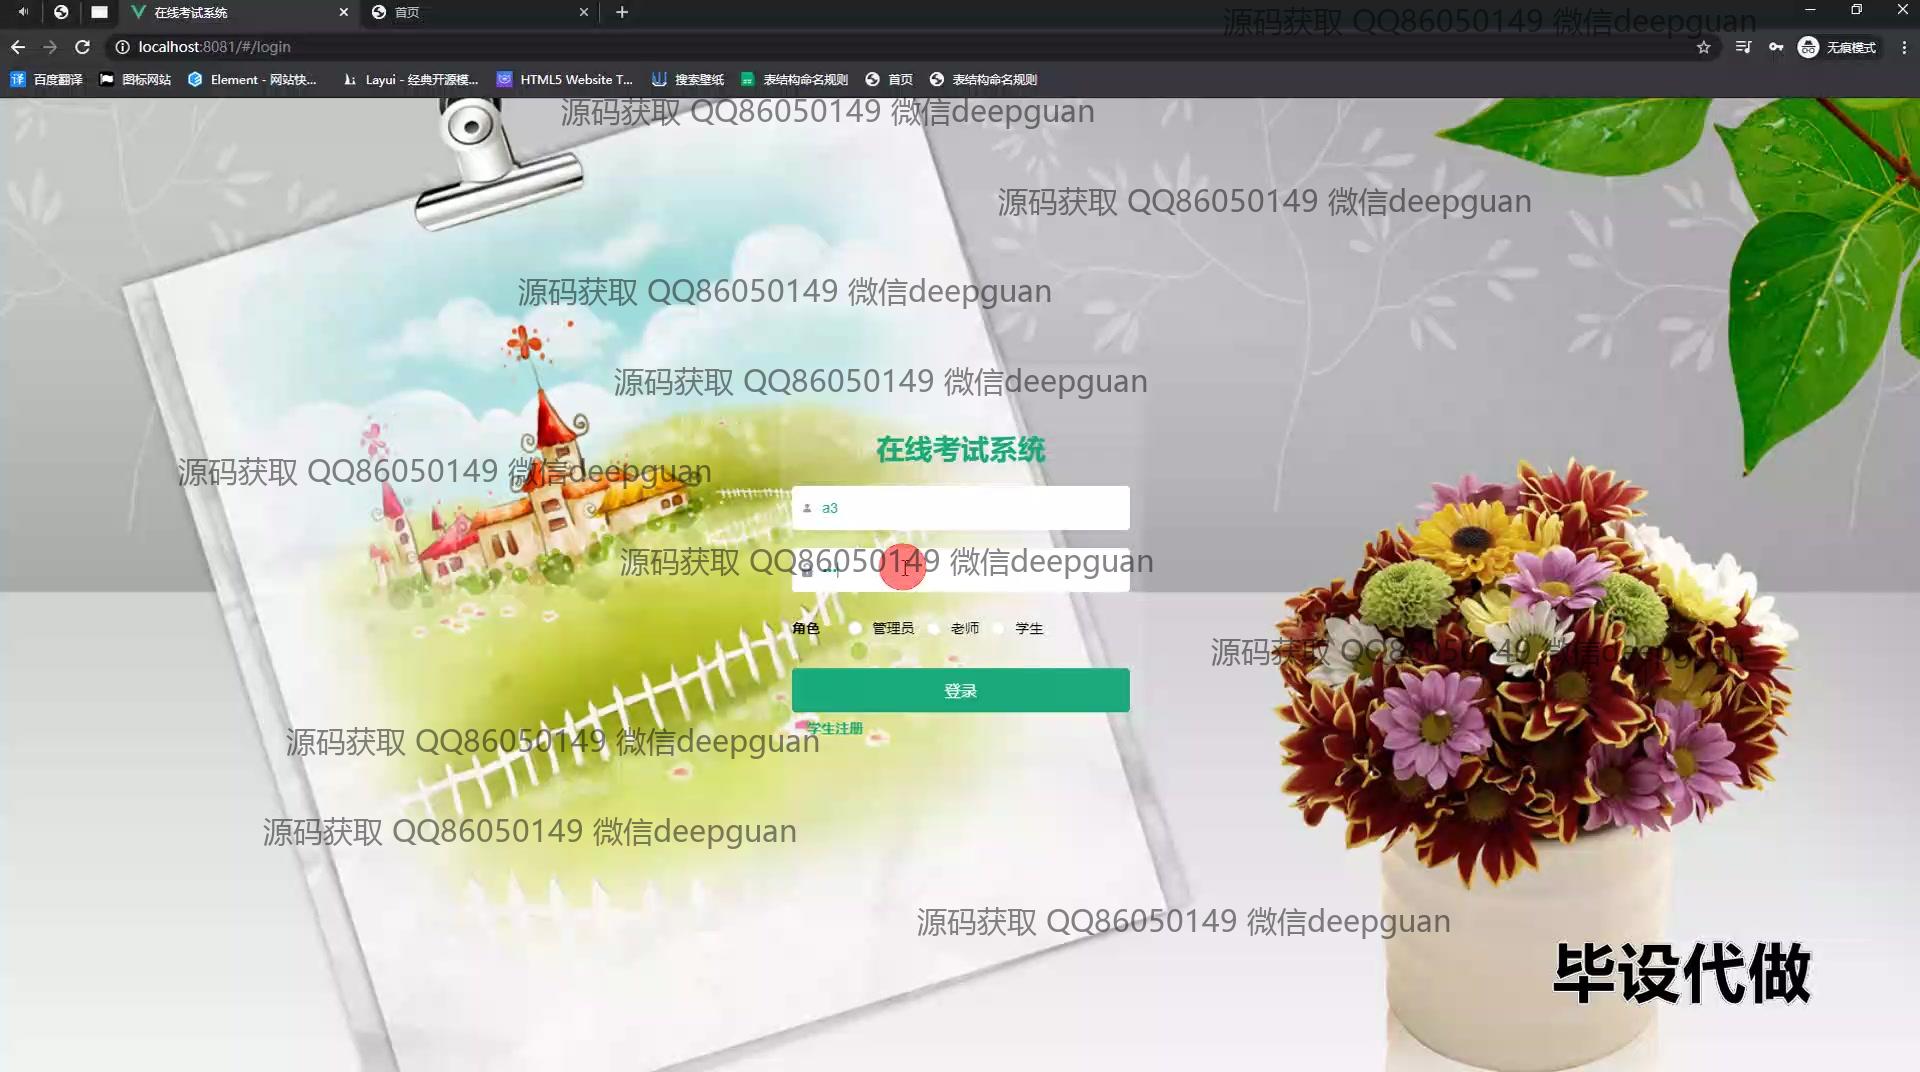 在线考试系统
首页
localhost:8081/#/login
无痕模式
百度翻译
图标网站
Element - 网站快...
Layui - 经典开源模...
HTML5 Website T...
搜索壁纸
表结构命名规则
首页
表结构命名规则
源码获取 QQ86050149 微信deepguan
源码获取 QQ86050149 微信deepguan
源码获取 QQ86050149 微信deepguan
源码获取 QQ86050149 微信deepguan
源码获取 QQ86050149 微信deepguan
在线考试系统
源码获取 QQ86050149 微信deepguan
a3
源码获取 QQ86050149 微信deepguan
角色 管理员 老师 学生
源码获取 QQ86050149 微信deepguan
登录
学生注册
源码获取 QQ86050149 微信deepguan
源码获取 QQ86050149 微信deepguan
源码获取 QQ86050149 微信deepguan
毕设代做